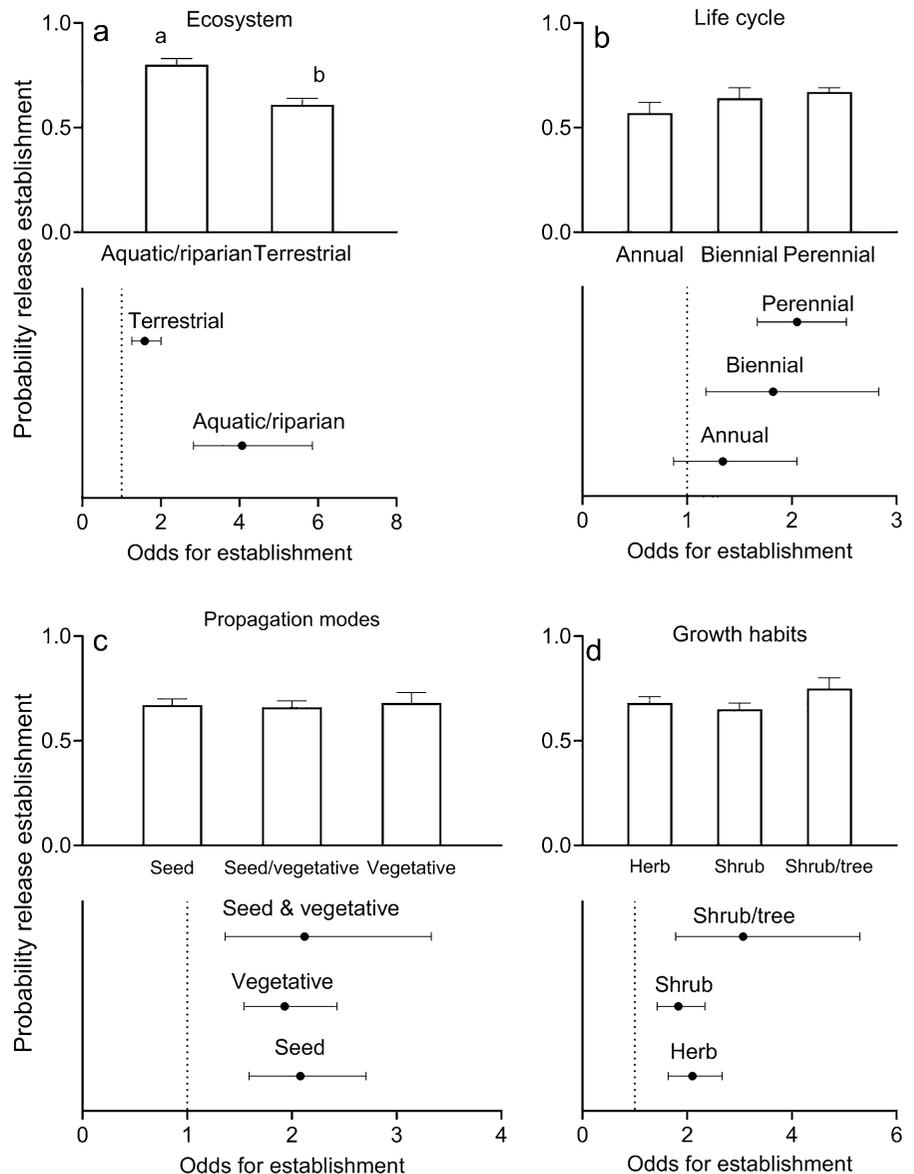 Ecosystem
a
a
b
1.0
0.5
0.0
Probability release establishment
Aquatic/riparian Terrestrial
Terrestrial
Aquatic/riparian
0 2 4 6 8
Odds for establishment
Life cycle
b
1.0
0.5
0.0
Annual Biennial Perennial
Perennial
Biennial
Annual
0 1 2 3
Odds for establishment
Propagation modes
c
1.0
0.5
0.0
Probability release establishment
Seed Seed/vegetative Vegetative
Seed & vegetative
Vegetative
Seed
0 1 2 3 4
Odds for establishment
Growth habits
d
1.0
0.5
0.0
Herb Shrub Shrub/tree
Shrub/tree
Shrub
Herb
0 2 4 6
Odds for establishment